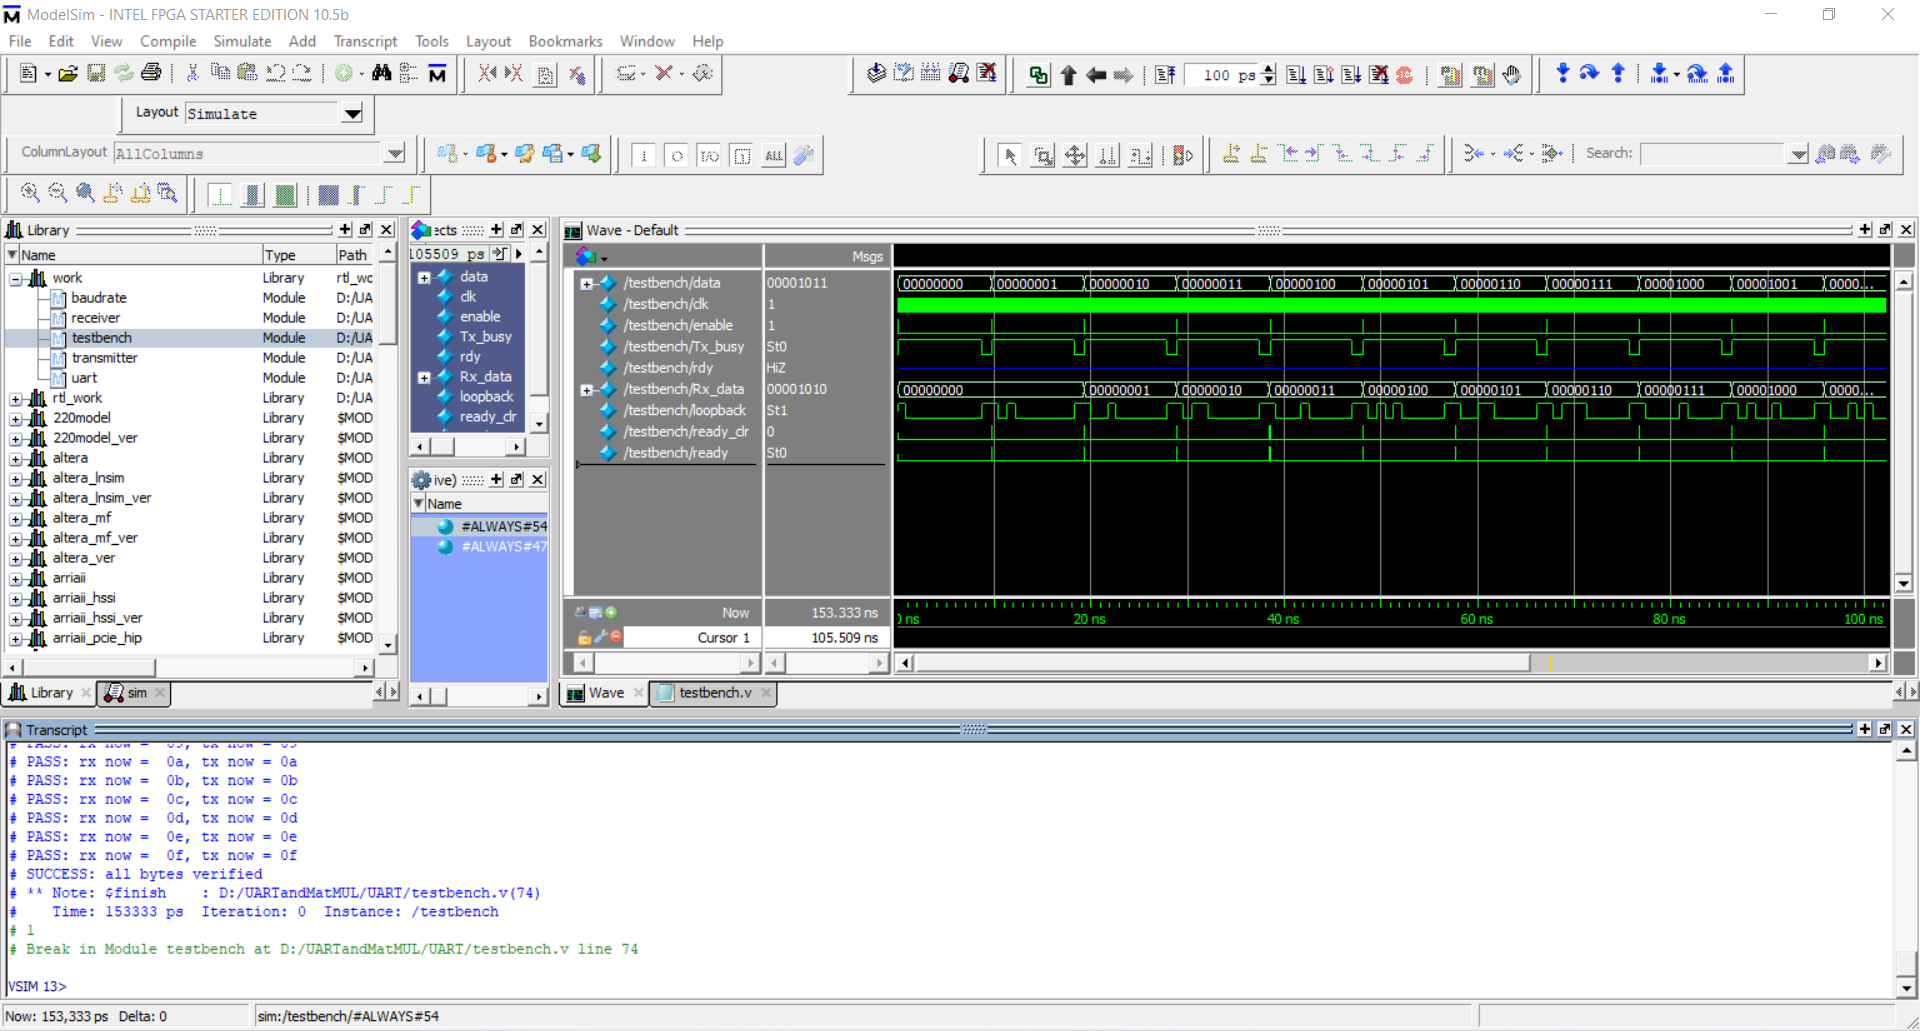 ModelSim - INTEL FPGA STARTER EDITION 10.5b
File Edit View Compile Simulate Add Transcript Tools Layout Bookmarks Window Help
100 ps
Layout Simulate
ColumnLayout AllColumns
Search:
Library
Name Type Path
work Library rtl_wo
baudrate Module D:/UA
receiver Module D:/UA
testbench Module D:/UA
transmitter Module D:/UA
uart Module D:/UA
rtl_work Library D:/UA
220model Library $MOD
220model_ver Library $MOD
altera Library $MOD
altera_lnsim Library $MOD
altera_lnsim_ver Library $MOD
altera_mf Library $MOD
altera_mf_ver Library $MOD
altera_ver Library $MOD
arriaii Library $MOD
arriaii_hssi Library $MOD
arriaii_hssi_ver Library $MOD
arriaii_pcie_hip Library $MOD
Library sim
ects
105509 ps
data
clk
enable
Tx_busy
rdy
Rx_data
loopback
ready_clr
ive)
Name
#ALWAYS#54
#ALWAYS#47
Wave - Default
Msgs
/testbench/data 00001011 00000000 00000001 00000010 00000011 00000100 00000101 00000110 00000111 00001000 00001001 0000...
/testbench/clk 1
/testbench/enable 1
/testbench/Tx_busy St0
/testbench/rdy HiZ
/testbench/Rx_data 00001010 00000000 00000001 00000010 00000011 00000100 00000101 00000110 00000111 00001000 0000...
/testbench/loopback St1
/testbench/ready_clr 0
/testbench/ready St0
Now 153.333 ns
0 ns 20 ns 40 ns 60 ns 80 ns 100 ns
Cursor 1 105.509 ns
Wave testbench.v
Transcript
# PASS: rx now = 09, tx now = 09
# PASS: rx now = 0a, tx now = 0a
# PASS: rx now = 0b, tx now = 0b
# PASS: rx now = 0c, tx now = 0c
# PASS: rx now = 0d, tx now = 0d
# PASS: rx now = 0e, tx now = 0e
# PASS: rx now = 0f, tx now = 0f
# SUCCESS: all bytes verified
# ** Note: $finish : D:/UARTandMatMUL/UART/testbench.v(74)
# Time: 153333 ps Iteration: 0 Instance: /testbench
# 1
# Break in Module testbench at D:/UARTandMatMUL/UART/testbench.v line 74
VSIM 13>
Now: 153,333 ps Delta: 0 sim:/testbench/#ALWAYS#54